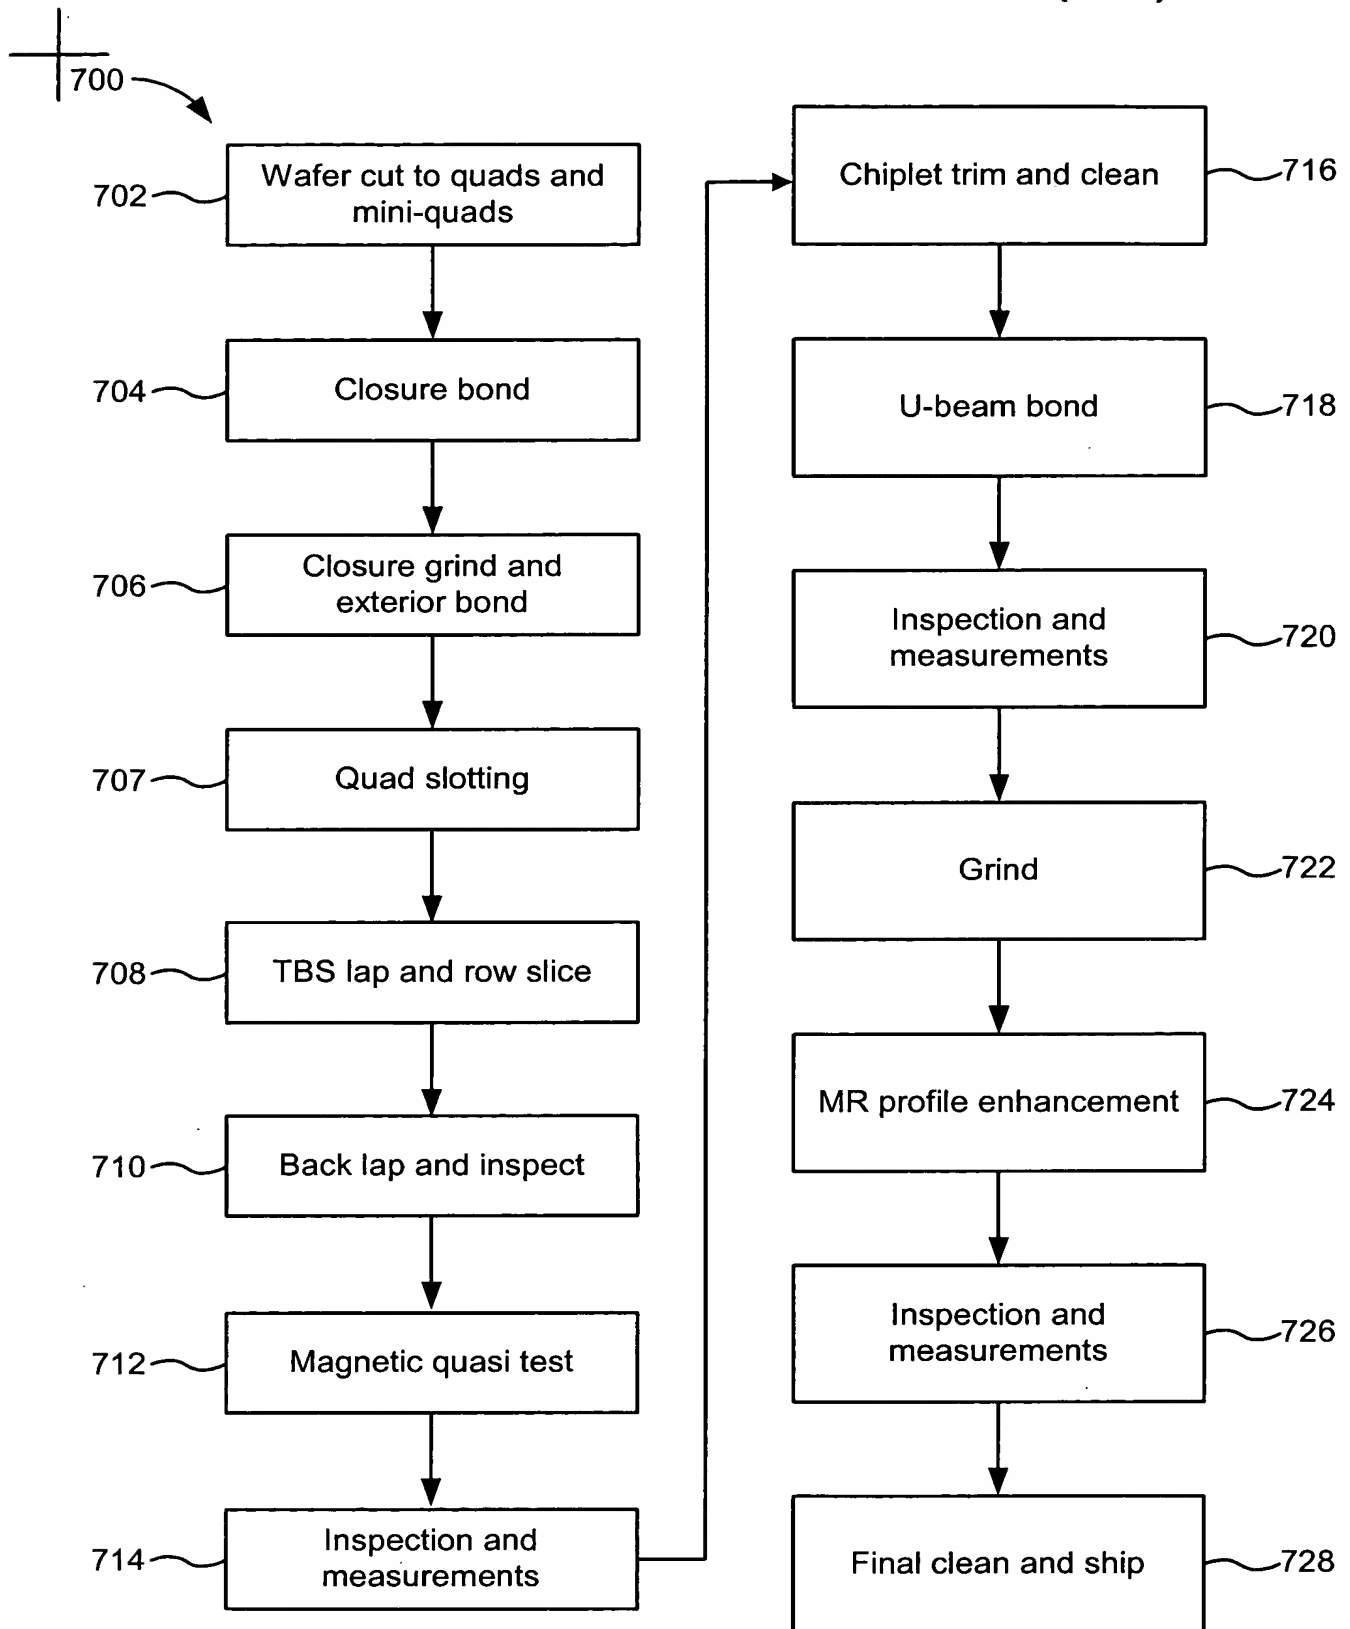 700
702
Wafer cut to quads and
mini-quads
704
Closure bond
706
Closure grind and
exterior bond
707
Quad slotting
708
TBS lap and row slice
710
Back lap and inspect
712
Magnetic quasi test
714
Inspection and
measurements
Chiplet trim and clean
716
U-beam bond
718
Inspection and
measurements
720
Grind
722
MR profile enhancement
724
Inspection and
measurements
726
Final clean and ship
728